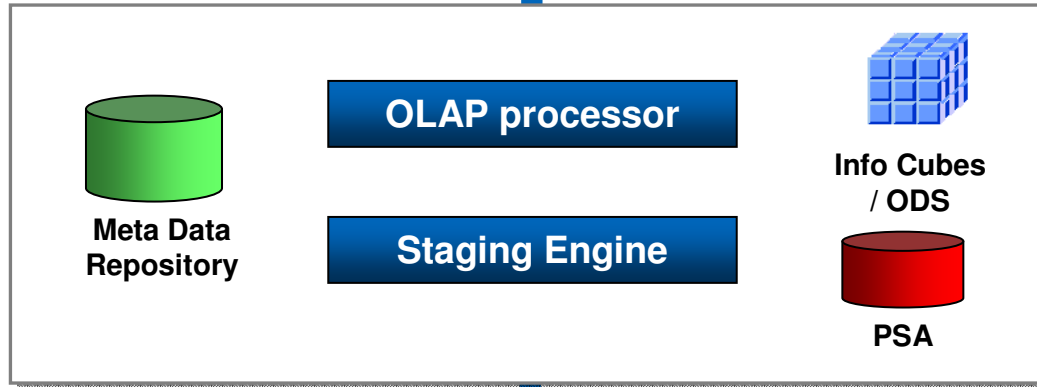 OLAP processor
Info Cubes
/ ODS
Meta Data
Repository
Staging Engine
PSA